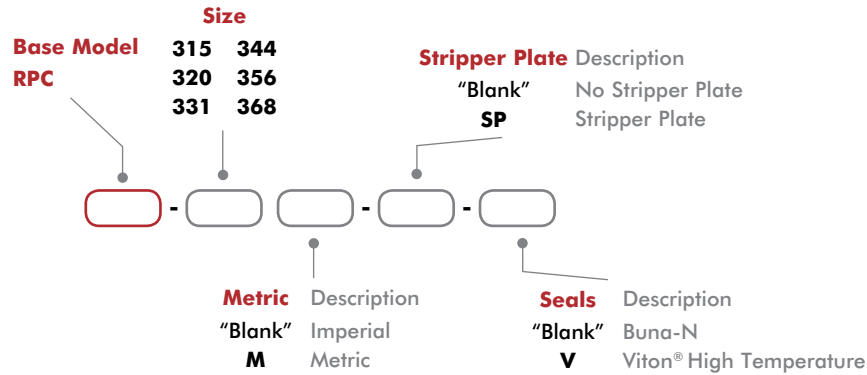 Size
Base Model
RPC
315 344
320 356
331 368
Stripper Plate Description
“Blank” No Stripper Plate
SP Stripper Plate
- - -
Metric Description
“Blank” Imperial
M Metric
Seals Description
“Blank” Buna-N
V Viton® High Temperature